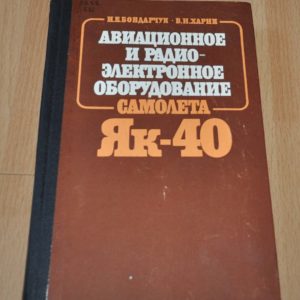 И.К.БОНДАРЧУК · В.И.ХАРИН
АВИАЦИОННОЕ
И РАДИО-
ЭЛЕКТРОННОЕ
ОБОРУДОВАНИЕ
САМОЛЕТА
Як-40